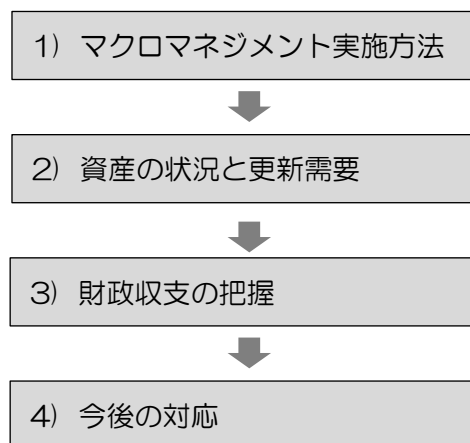 1) マクロマネジメント実施方法
2) 資産の状況と更新需要
3) 財政収支の把握
4) 今後の対応